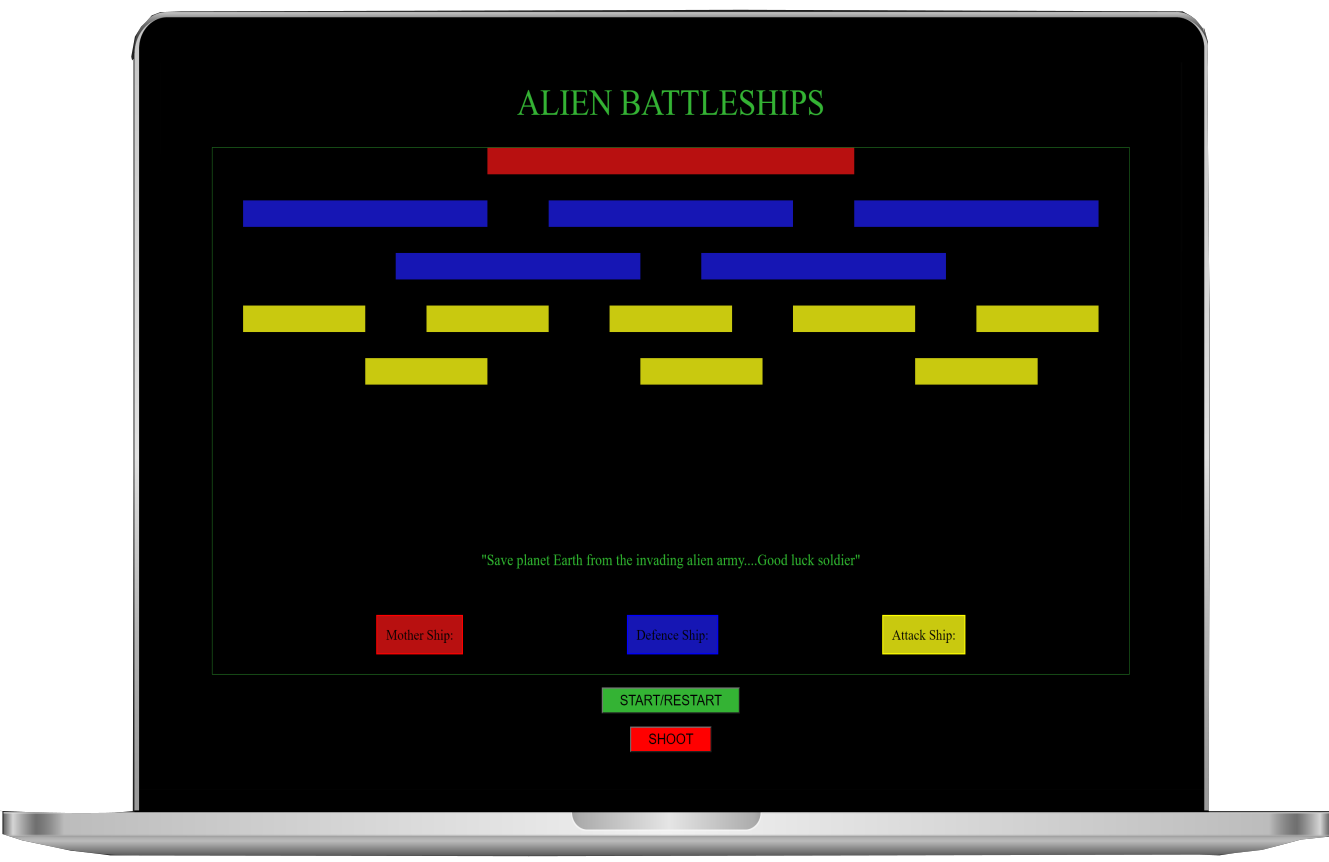 ALIEN BATTLESHIPS
"Save planet Earth from the invading alien army....Good luck soldier"
Mother Ship:
Defence Ship:
Attack Ship:
START/RESTART
SHOOT